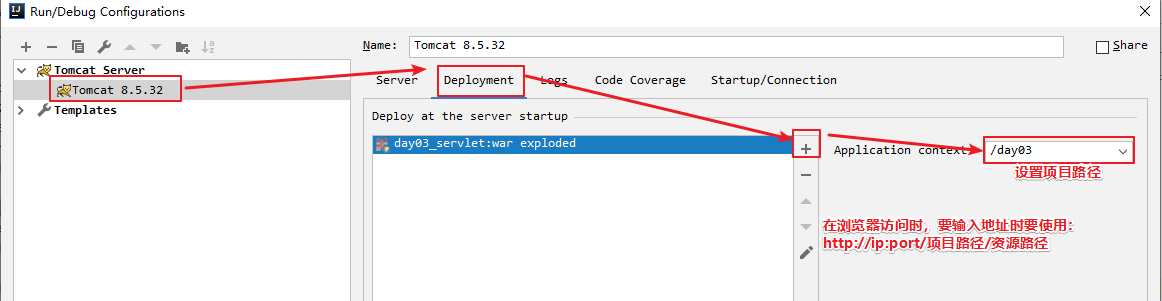 Run/Debug Configurations
Name: Tomcat 8.5.32 Share
Tomcat Server
Tomcat 8.5.32
Templates
Server Deployment Logs Code Coverage Startup/Connection
Deploy at the server startup
day03_servlet:war exploded
Application context: /day03
设置项目路径
在浏览器访问时，要输入地址时要使用：
http://ip:port/项目路径/资源路径